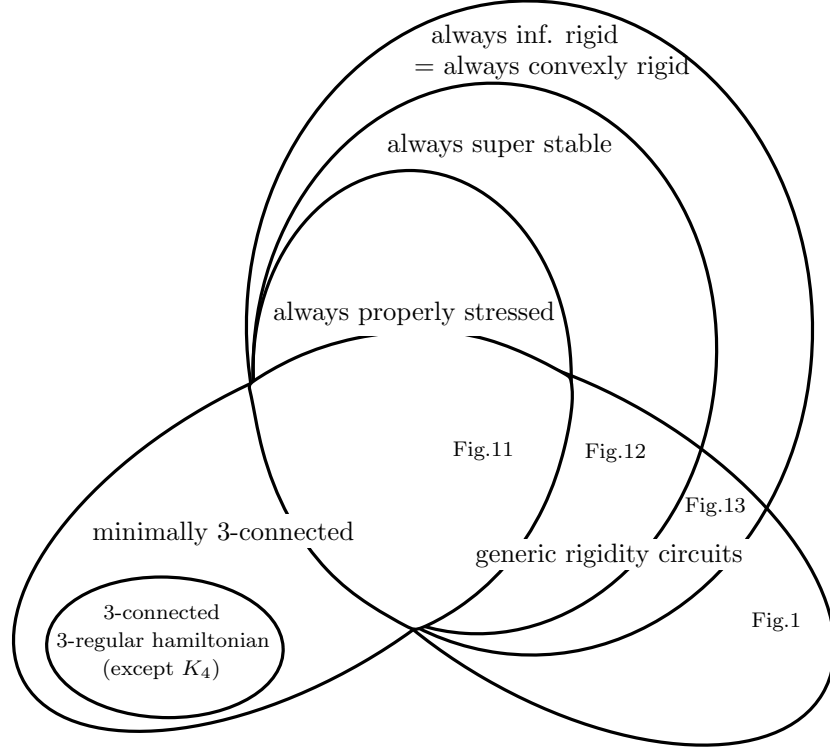 always inf. rigid
= always convexly rigid
always super stable
always properly stressed
Fig.11
Fig.12
Fig.13
minimally 3-connected
generic rigidity circuits
3-connected
3-regular hamiltonian
(except K₄)
Fig.1